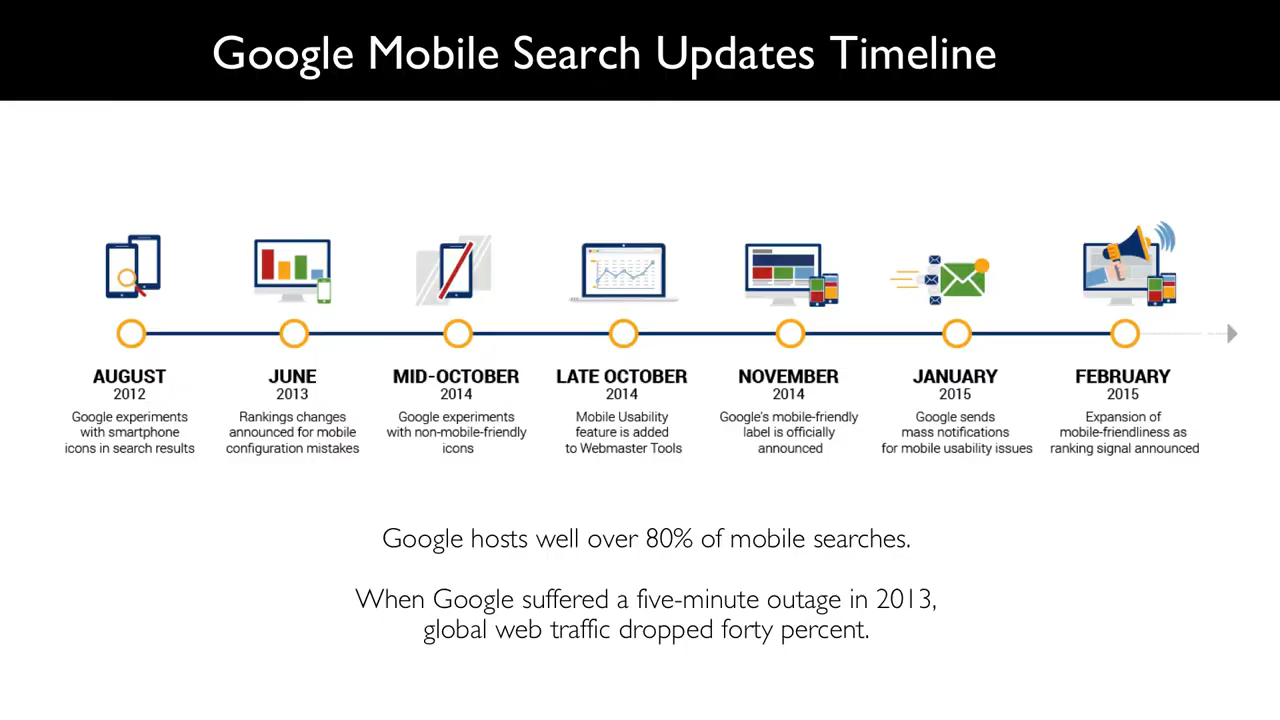 Google Mobile Search Updates Timeline
AUGUST
2012
Google experiments
with smartphone
icons in search results
JUNE
2013
Rankings changes
announced for mobile
configuration mistakes
MID-OCTOBER
2014
Google experiments
with non-mobile-friendly
icons
LATE OCTOBER
2014
Mobile Usability
feature is added
to Webmaster Tools
NOVEMBER
2014
Google's mobile-friendly
label is officially
announced
JANUARY
2015
Google sends
mass notifications
for mobile usability issues
FEBRUARY
2015
Expansion of
mobile-friendliness as
ranking signal announced
Google hosts well over 80% of mobile searches.
When Google suffered a five-minute outage in 2013,
global web traffic dropped forty percent.